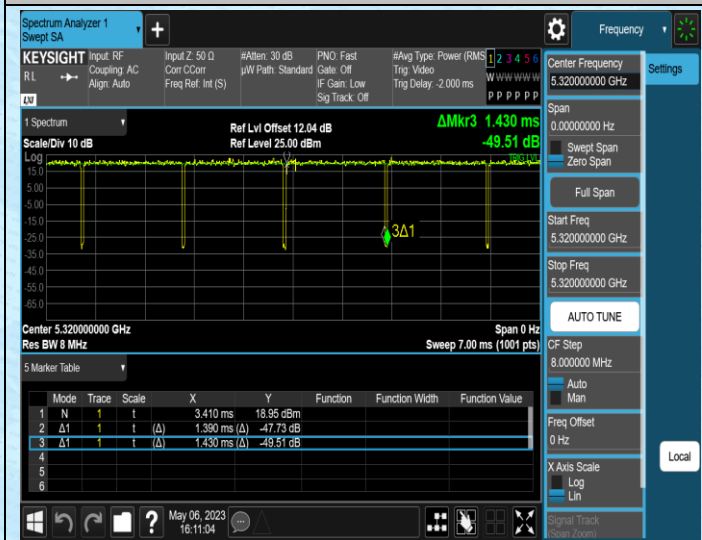 Spectrum Analyzer 1
Swept SA
+
Frequency
KEYSIGHT
RL
LXI
Input: RF
Coupling: AC
Align: Auto
Input Z: 50 Ω
Corr CCorr
Freq Ref: Int (S)
#Atten: 30 dB
µW Path: Standard
PNO: Fast
Gate: Off
IF Gain: Low
Sig Track: Off
#Avg Type: Power (RMS
Trig: Video
Trig Delay: -2.000 ms
1 2 3 4 5 6
W W W W W W
P P P P P P
1 Spectrum
Scale/Div 10 dB
Ref Lvl Offset 12.04 dB
Ref Level 25.00 dBm
ΔMkr3 1.430 ms
-49.51 dB
Log
TRIG LVL
15.0
5.00
-5.00
-15.0
-25.0
-35.0
-45.0
-55.0
-65.0
3Δ1
Center 5.320000000 GHz
Res BW 8 MHz
Span 0 Hz
Sweep 7.00 ms (1001 pts)
5 Marker Table
Mode Trace Scale X Y Function Function Width Function Value
1 N 1 t 3.410 ms 18.95 dBm
2 Δ1 1 t (Δ) 1.390 ms (Δ) -47.73 dB
3 Δ1 1 t (Δ) 1.430 ms (Δ) -49.51 dB
4
5
6
?
May 06, 2023
16:11:04
Center Frequency
5.320000000 GHz
Settings
Span
0.00000000 Hz
Swept Span
Zero Span
Full Span
Start Freq
5.320000000 GHz
Stop Freq
5.320000000 GHz
AUTO TUNE
CF Step
8.000000 MHz
Auto
Man
Freq Offset
0 Hz
X Axis Scale
Log
Lin
Local
Signal Track
(Span Zoom)